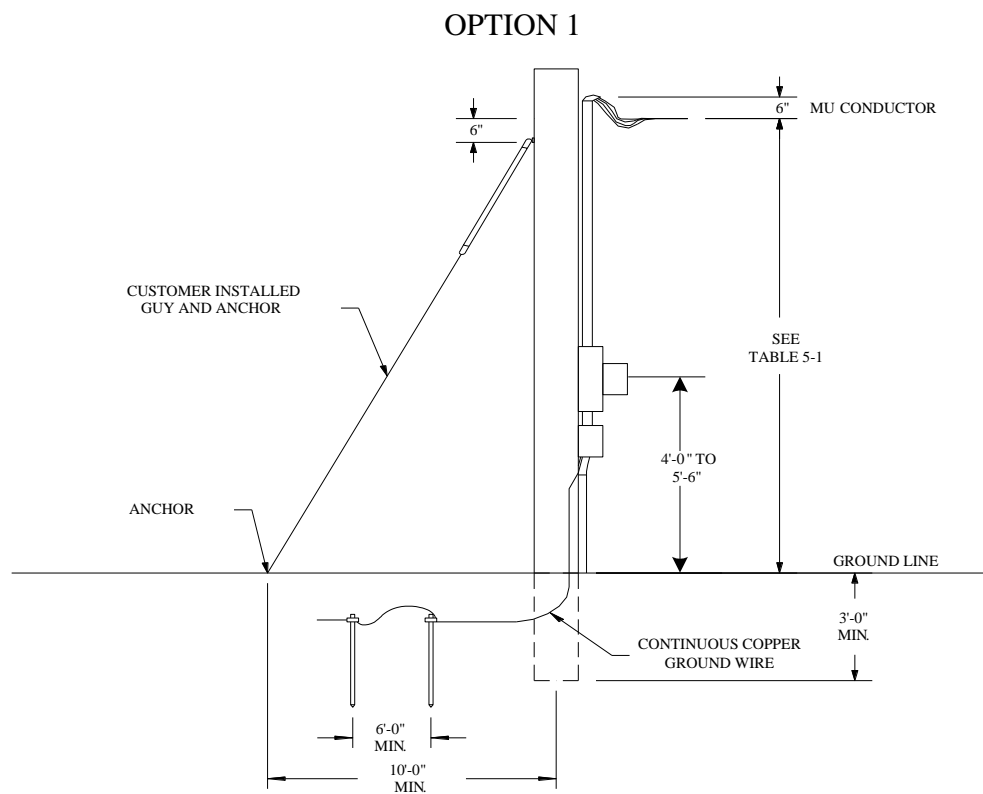 OPTION 1
6"
MU CONDUCTOR
6"
CUSTOMER INSTALLED
GUY AND ANCHOR
SEE
TABLE 5-1
4'-0" TO
5'-6"
ANCHOR
GROUND LINE
3'-0"
MIN.
CONTINUOUS COPPER
GROUND WIRE
6'-0"
MIN.
10'-0"
MIN.